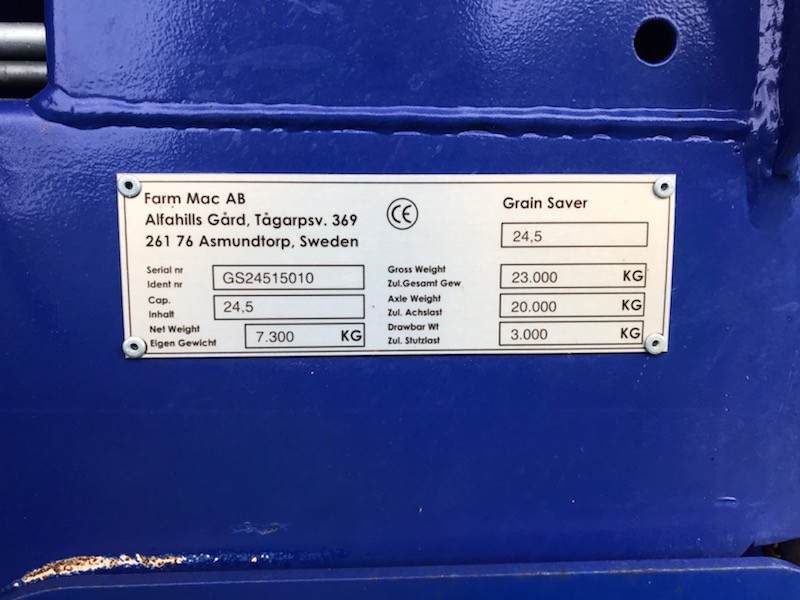 Farm Mac AB
Alfahills Gård, Tågarpsv. 369
261 76 Asmundtorp, Sweden
CE
Grain Saver
24,5
Serial nr
Ident nr
GS24515010
Cap.
Inhalt
24,5
Net Weight
Eigen Gewicht
7.300 KG
Gross Weight
Zul.Gesamt Gew
23.000 KG
Axle Weight
Zul. Achslast
20.000 KG
Drawbar Wt
Zul. Stutzlast
3.000 KG